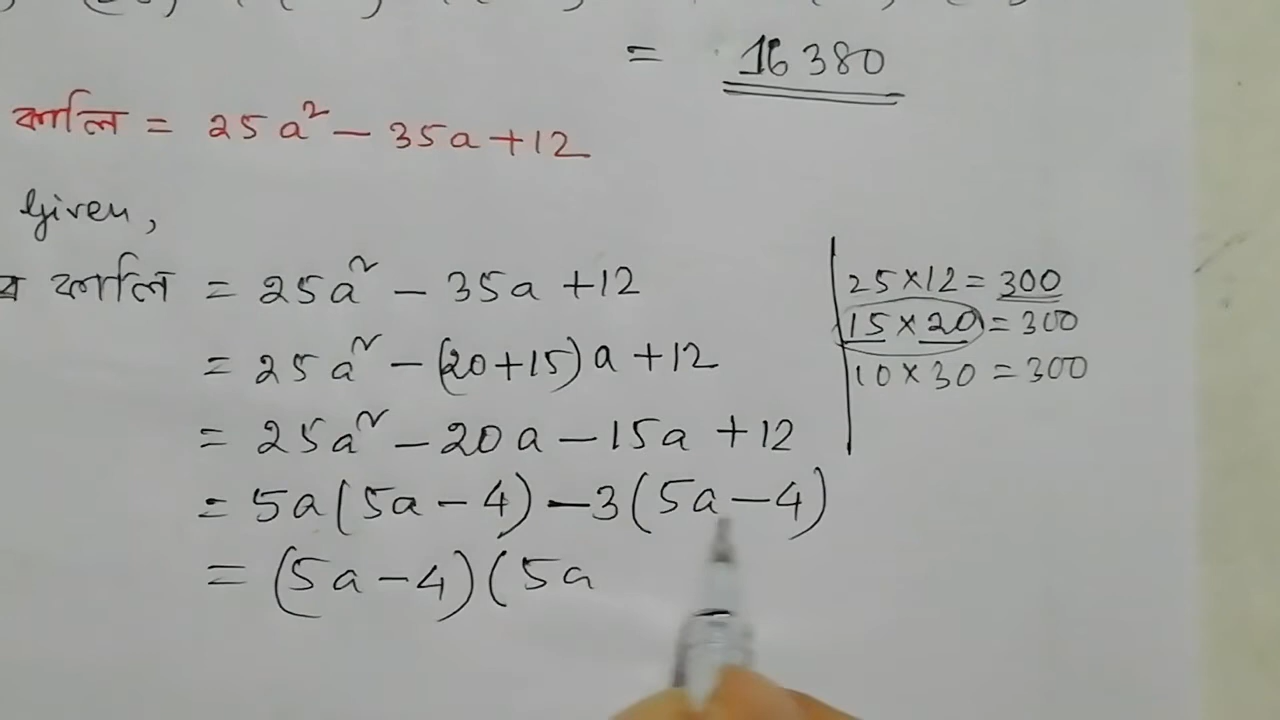 = 16380
কালি = 25a² - 35a + 12
Given,
কালি = 25a² - 35a + 12
= 25a² - (20+15)a + 12
= 25a² - 20a - 15a + 12
= 5a(5a - 4) - 3(5a - 4)
= (5a - 4)(5a
25×12 = 300
15×20 = 300
10×30 = 300